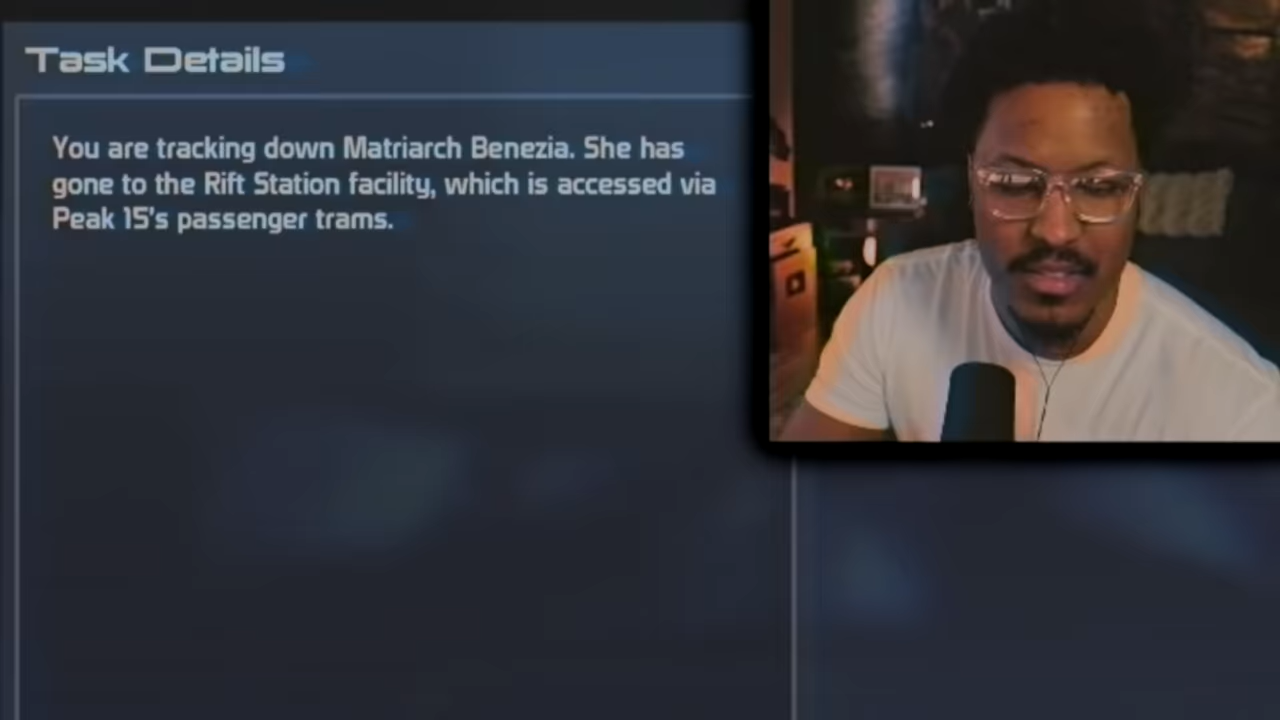 Task Details
You are tracking down Matriarch Benezia. She has
gone to the Rift Station facility, which is accessed via
Peak 15's passenger trams.